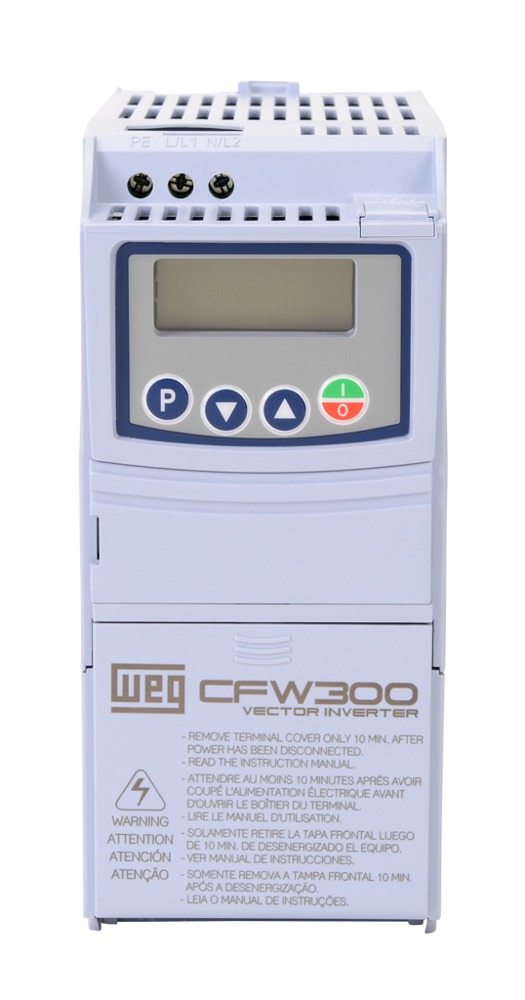 PE L/L1 N/L2
P
I
O
WEG CFW300
VECTOR INVERTER
- REMOVE TERMINAL COVER ONLY 10 MIN. AFTER
POWER HAS BEEN DISCONNECTED.
- READ THE INSTRUCTION MANUAL.
- ATTENDRE AU MOINS 10 MINUTES APRÈS AVOIR
COUPÉ L'ALIMENTATION ÉLECTRIQUE AVANT
D'OUVRIR LE BOÎTIER DU TERMINAL.
- LIRE LE MANUEL D'UTILISATION.
- SOLAMENTE RETIRE LA TAPA FRONTAL LUEGO
DE 10 MIN. DE DESENERGIZADO EL EQUIPO.
- VER MANUAL DE INSTRUCCIONES.
- SOMENTE REMOVA A TAMPA FRONTAL 10 MIN.
APÓS A DESENERGIZAÇÃO.
- LEIA O MANUAL DE INSTRUÇÕES.
WARNING
ATTENTION
ATENCIÓN
ATENÇÃO